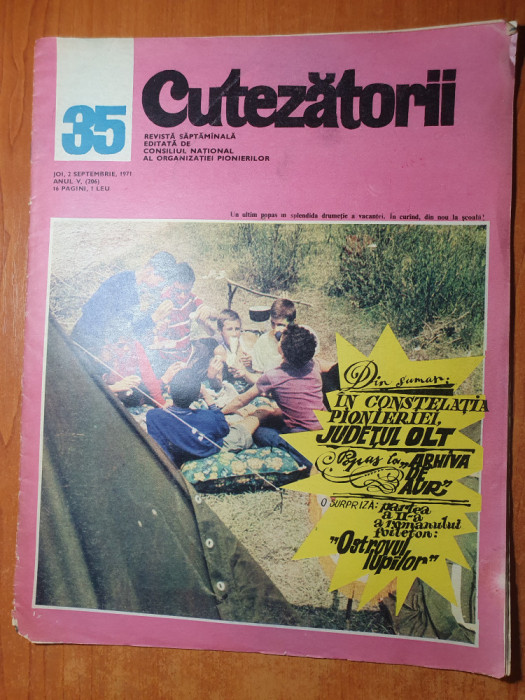 35
Cutezătorii
REVISTĂ SĂPTĂMÎNALĂ
EDITATĂ DE
CONSILIUL NAȚIONAL
AL ORGANIZAȚIEI PIONIERILOR
JOI, 2 SEPTEMBRIE, 1971
ANUL V, (206)
16 PAGINI, 1 LEU
Un ultim popas în splendida drumeție a vacanței. În curînd, din nou la școală!
Din sumar:
IN CONSTELAȚIA
PIONIERIEI,
JUDEȚUL OLT
Popas la „ARHIVA
DE
AUR”
O SURPRIZĂ: partea
a II-a
a romanului
foileton:
"Ostrovul
lupilor"